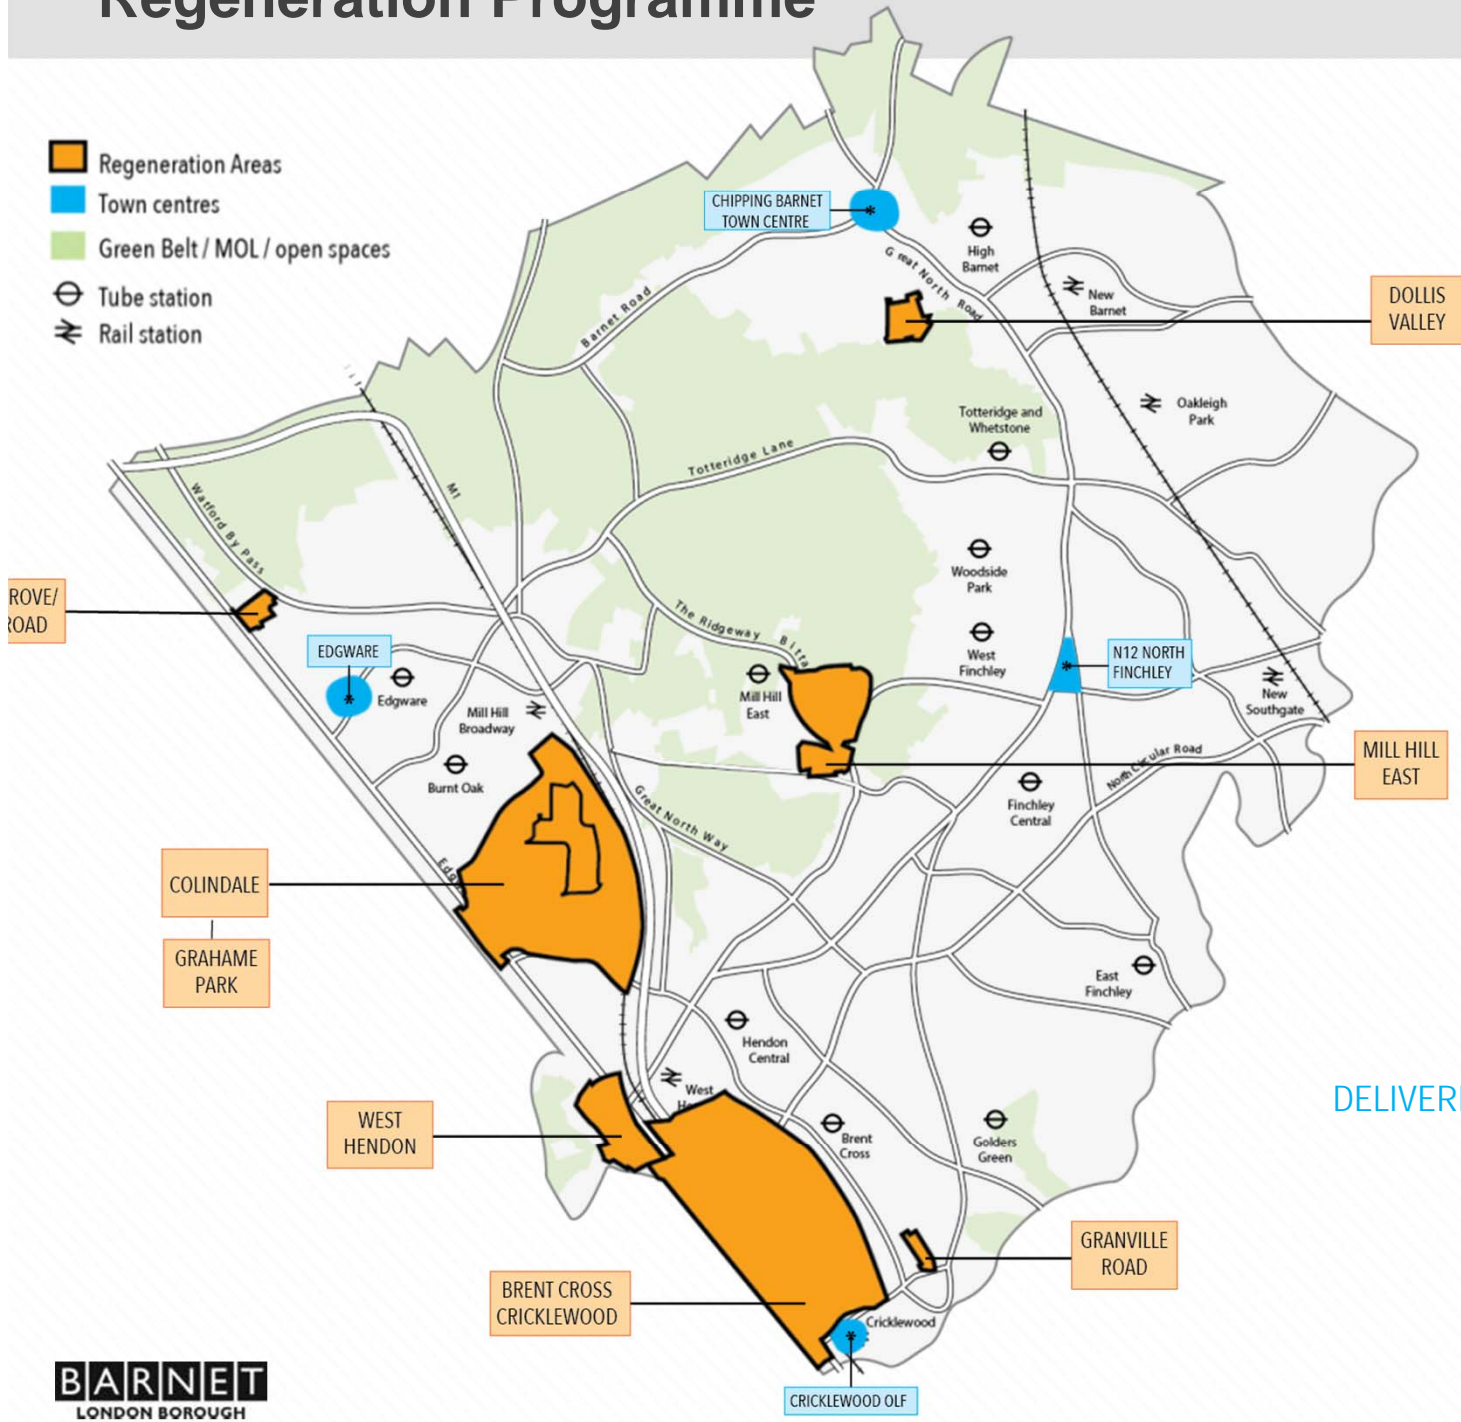 Regeneration Programme
Regeneration Areas
Town centres
Green Belt / MOL / open spaces
Tube station
Rail station
CHIPPING BARNET
TOWN CENTRE
High
Barnet
Great North Road
New
Barnet
DOLLIS
VALLEY
Barnet Road
Oakleigh
Park
Totteridge and
Whetstone
Totteridge Lane
M1
Watford By Pass
Woodside
Park
ROVE/
ROAD
The Ridgeway
Bitta
EDGWARE
Edgware
West
Finchley
N12 NORTH
FINCHLEY
Mill Hill
East
New
Southgate
Mill Hill
Broadway
MILL HILL
EAST
North Circular Road
Burnt Oak
Finchley
Central
Great North Way
Edg
COLINDALE
GRAHAME
PARK
East
Finchley
Hendon
Central
West
He
DELIVER
WEST
HENDON
Brent
Cross
Golders
Green
GRANVILLE
ROAD
BRENT CROSS
CRICKLEWOOD
Cricklewood
CRICKLEWOOD OLF
BARNET
LONDON BOROUGH